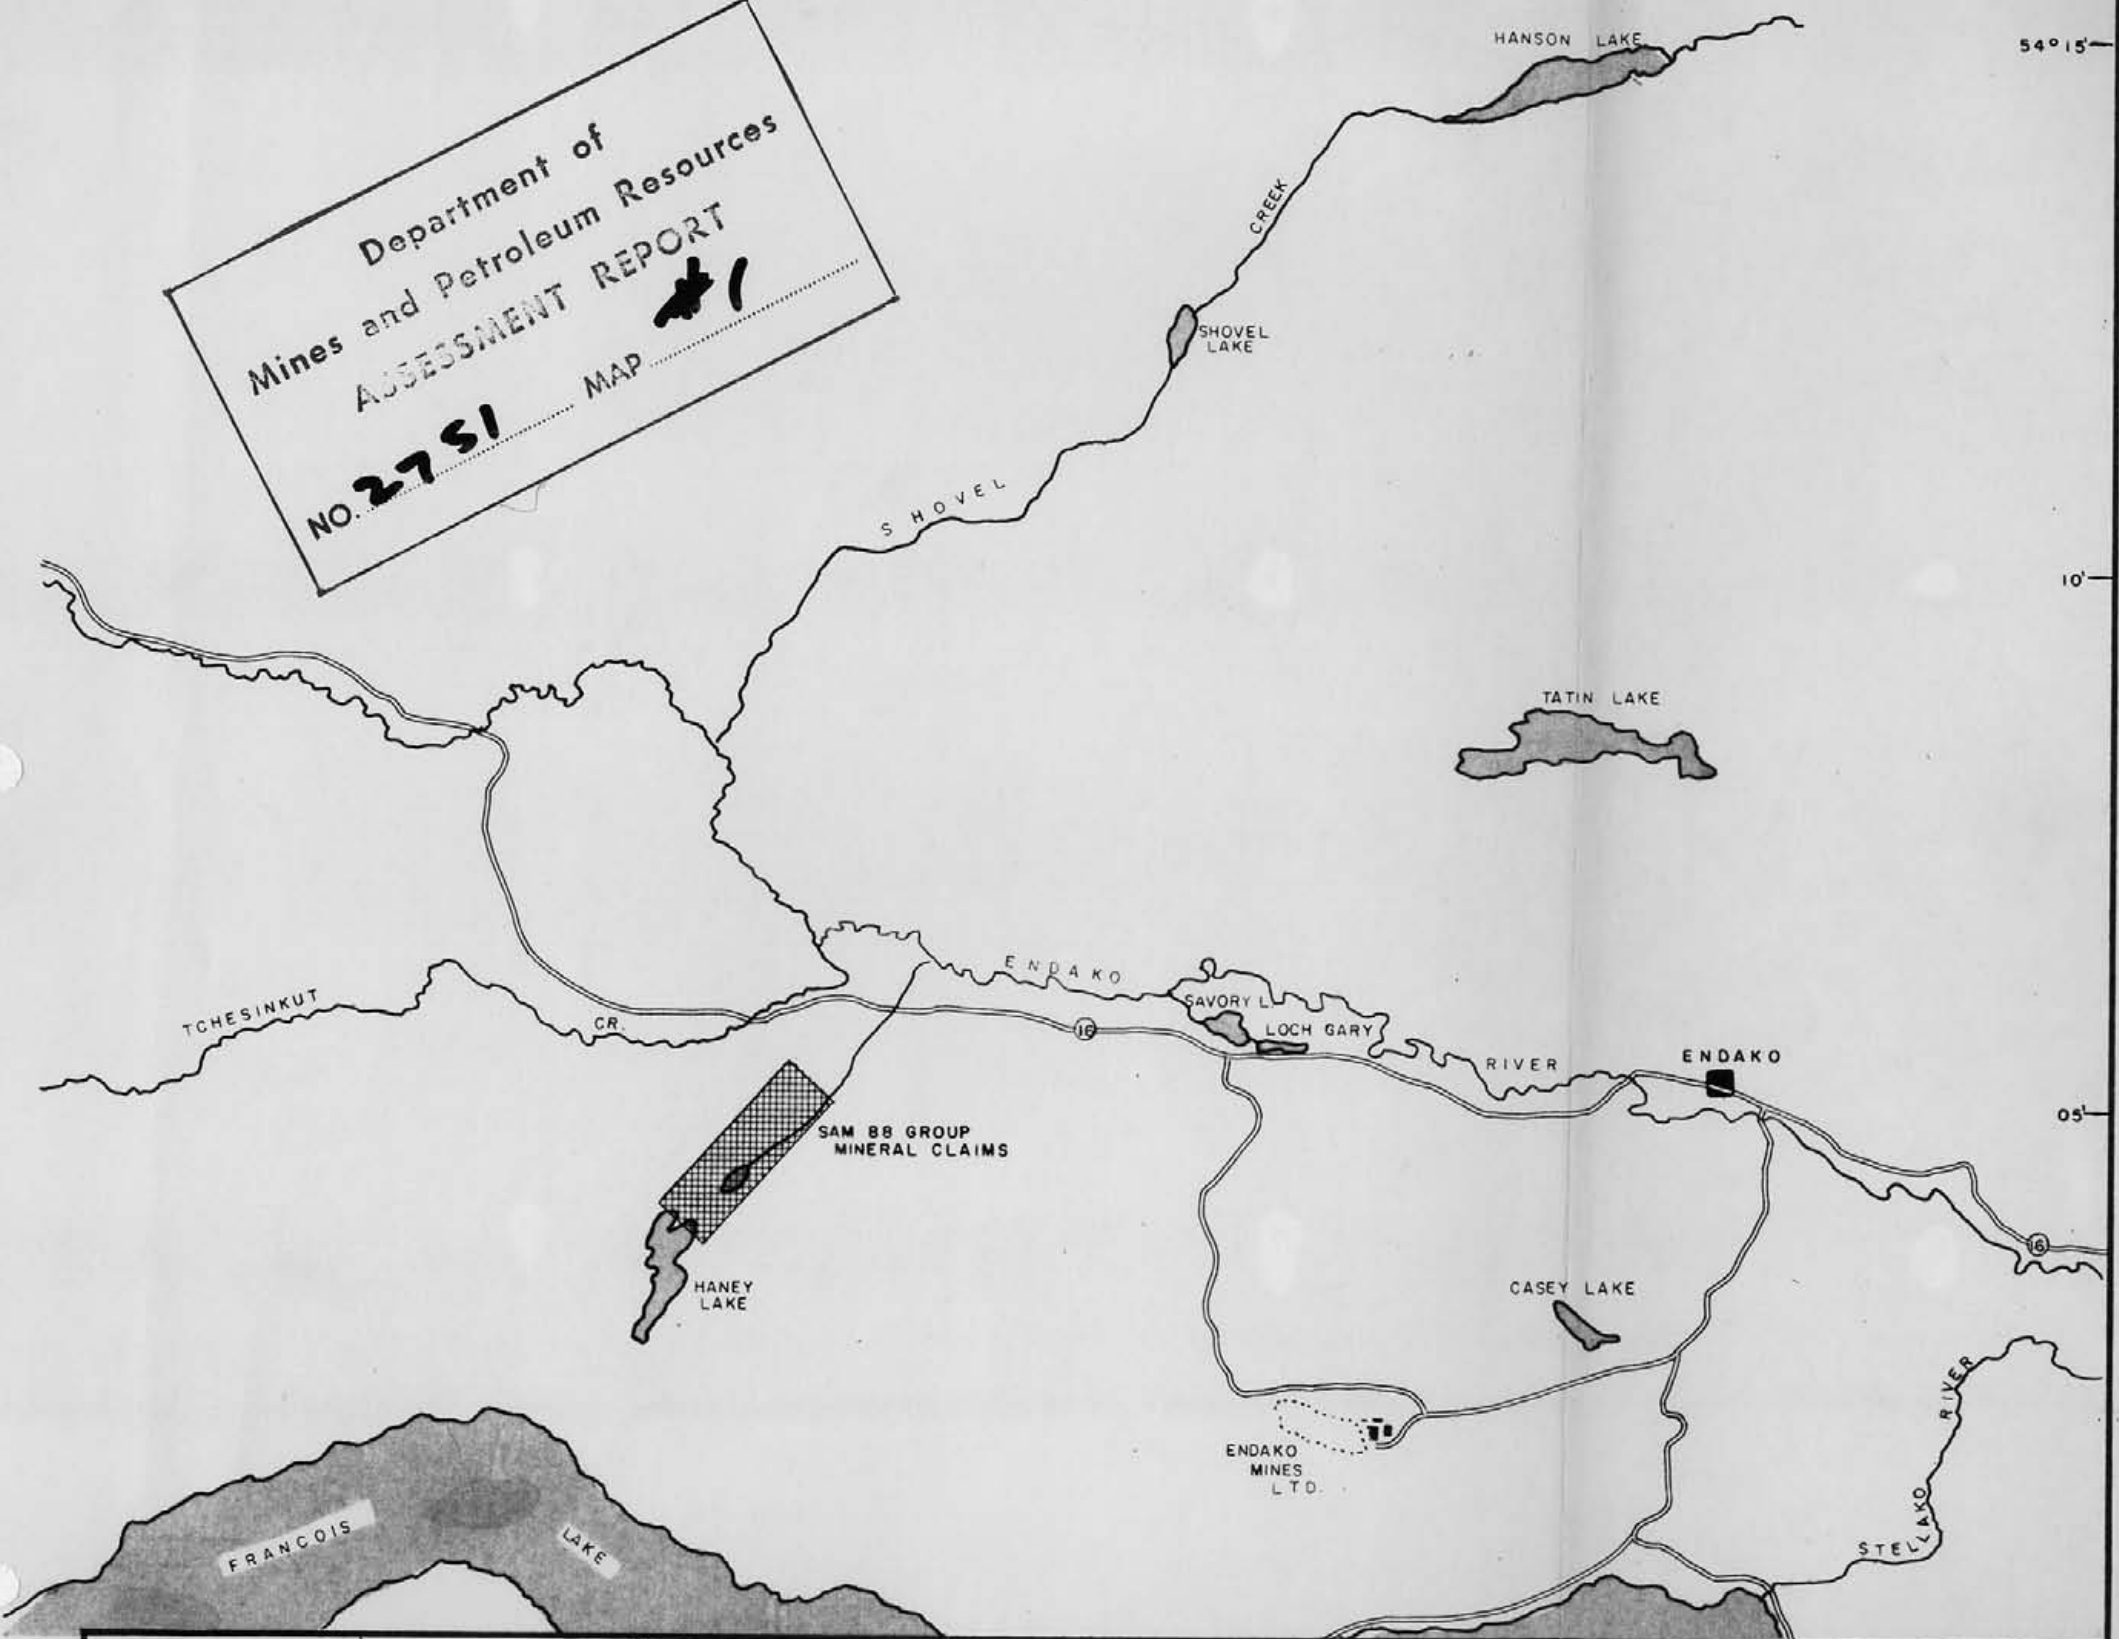 HANSON LAKE
54°15'
Department of
Mines and Petroleum Resources
ASSESSMENT REPORT
NO. 2751 MAP #1
CREEK
SHOVEL
LAKE
SHOVEL
10'
TATIN LAKE
ENDAKO
TCHESINKUT
CR.
SAVORY L.
16
LOCH GARY
RIVER
ENDAKO
05'
SAM 88 GROUP
MINERAL CLAIMS
16
HANEY
LAKE
CASEY LAKE
RIVER
ENDAKO
MINES
LTD.
STELLAKO
FRANCOIS
LAKE